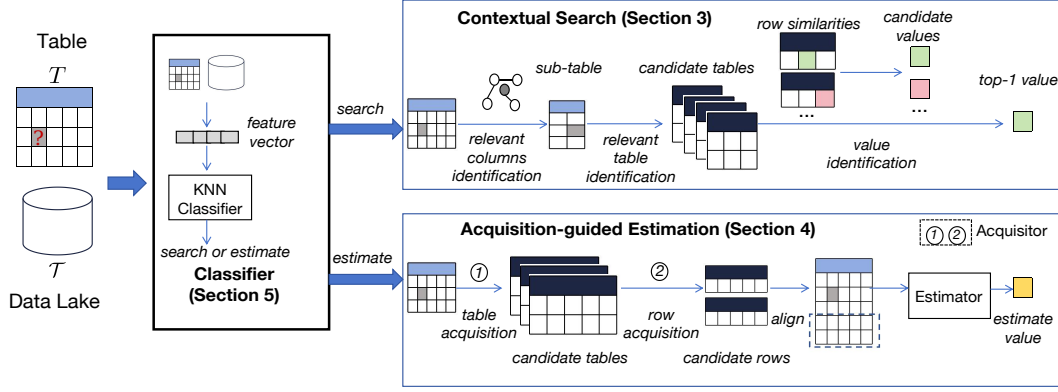 Table
T
?
T
Data Lake
feature
vector
KNN
Classifier
search or estimate
Classifier
(Section 5)
search
estimate
Contextual Search (Section 3)
relevant
columns
identification
sub-table
relevant
table
identification
candidate tables
row similarities
...
candidate
values
...
value
identification
top-1 value
Acquisition-guided Estimation (Section 4)
1 2 Acquisitor
1
table
acquisition
candidate tables
2
row
acquisition
candidate rows
align
Estimator
estimate
value